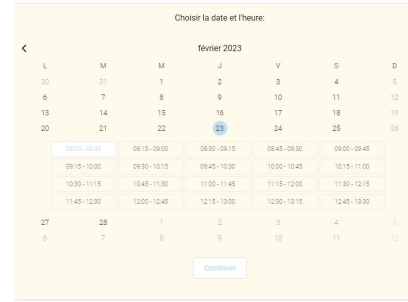 Choisir la date et l'heure:
février 2023
L M M J V S D
30 31 1 2 3 4 5
6 7 8 9 10 11 12
13 14 15 16 17 18 19
20 21 22 23 24 25 26
08:00 - 08:45 08:15 - 09:00 08:30 - 09:15 08:45 - 09:30 09:00 - 09:45
09:15 - 10:00 09:30 - 10:15 09:45 - 10:30 10:00 - 10:45 10:15 - 11:00
10:30 - 11:15 10:45 - 11:30 11:00 - 11:45 11:15 - 12:00 11:30 - 12:15
11:45 - 12:30 12:00 - 12:45 12:15 - 13:00 12:30 - 13:15 12:45 - 13:30
27 28 1 2 3 4 5
6 7 8 9 10 11 12
Continuer